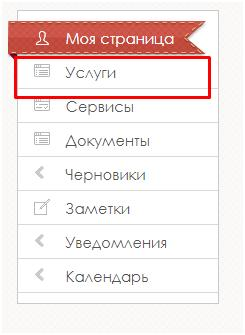 Моя страница
Услуги
Сервисы
Документы
Черновики
Заметки
Уведомления
Календарь